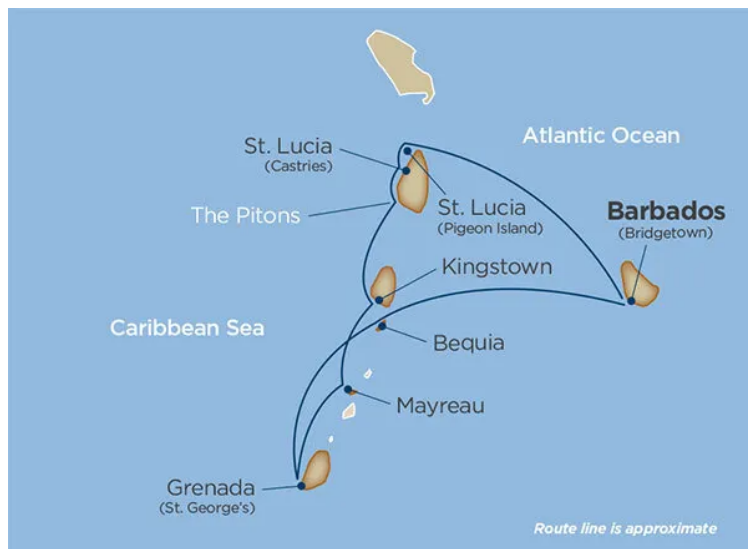 Atlantic Ocean
St. Lucia
(Castries)
St. Lucia
(Pigeon Island)
The Pitons
Barbados
(Bridgetown)
Kingstown
Caribbean Sea
Bequia
Mayreau
Grenada
(St. George's)
Route line is approximate